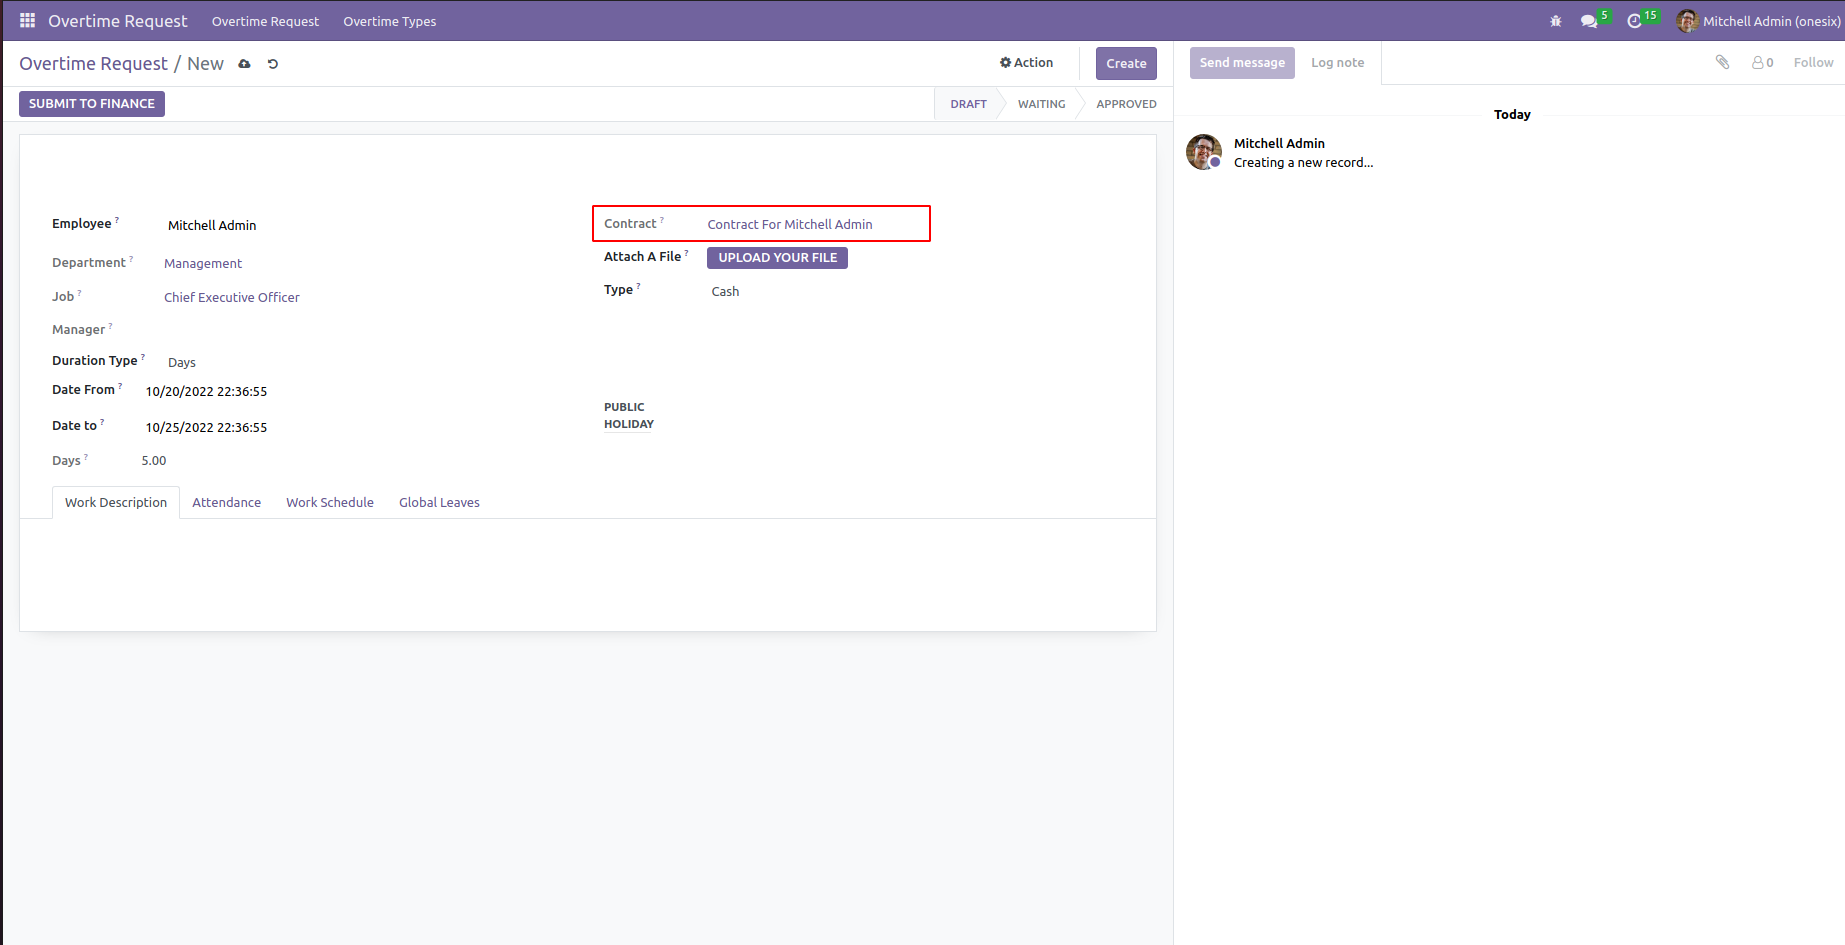 Overtime Request Overtime Request Overtime Types 5 15 Mitchell Admin (onesix)
Overtime Request / New Action Create
Send message Log note 0 Follow
SUBMIT TO FINANCE DRAFT WAITING APPROVED
Today
Mitchell Admin
Creating a new record...
Employee ? Mitchell Admin
Department ? Management
Job ? Chief Executive Officer
Manager ?
Duration Type ? Days
Date From ? 10/20/2022 22:36:55
Date to ? 10/25/2022 22:36:55
Days ? 5.00
Contract ? Contract For Mitchell Admin
Attach A File ? UPLOAD YOUR FILE
Type ? Cash
PUBLIC
HOLIDAY
Work Description Attendance Work Schedule Global Leaves